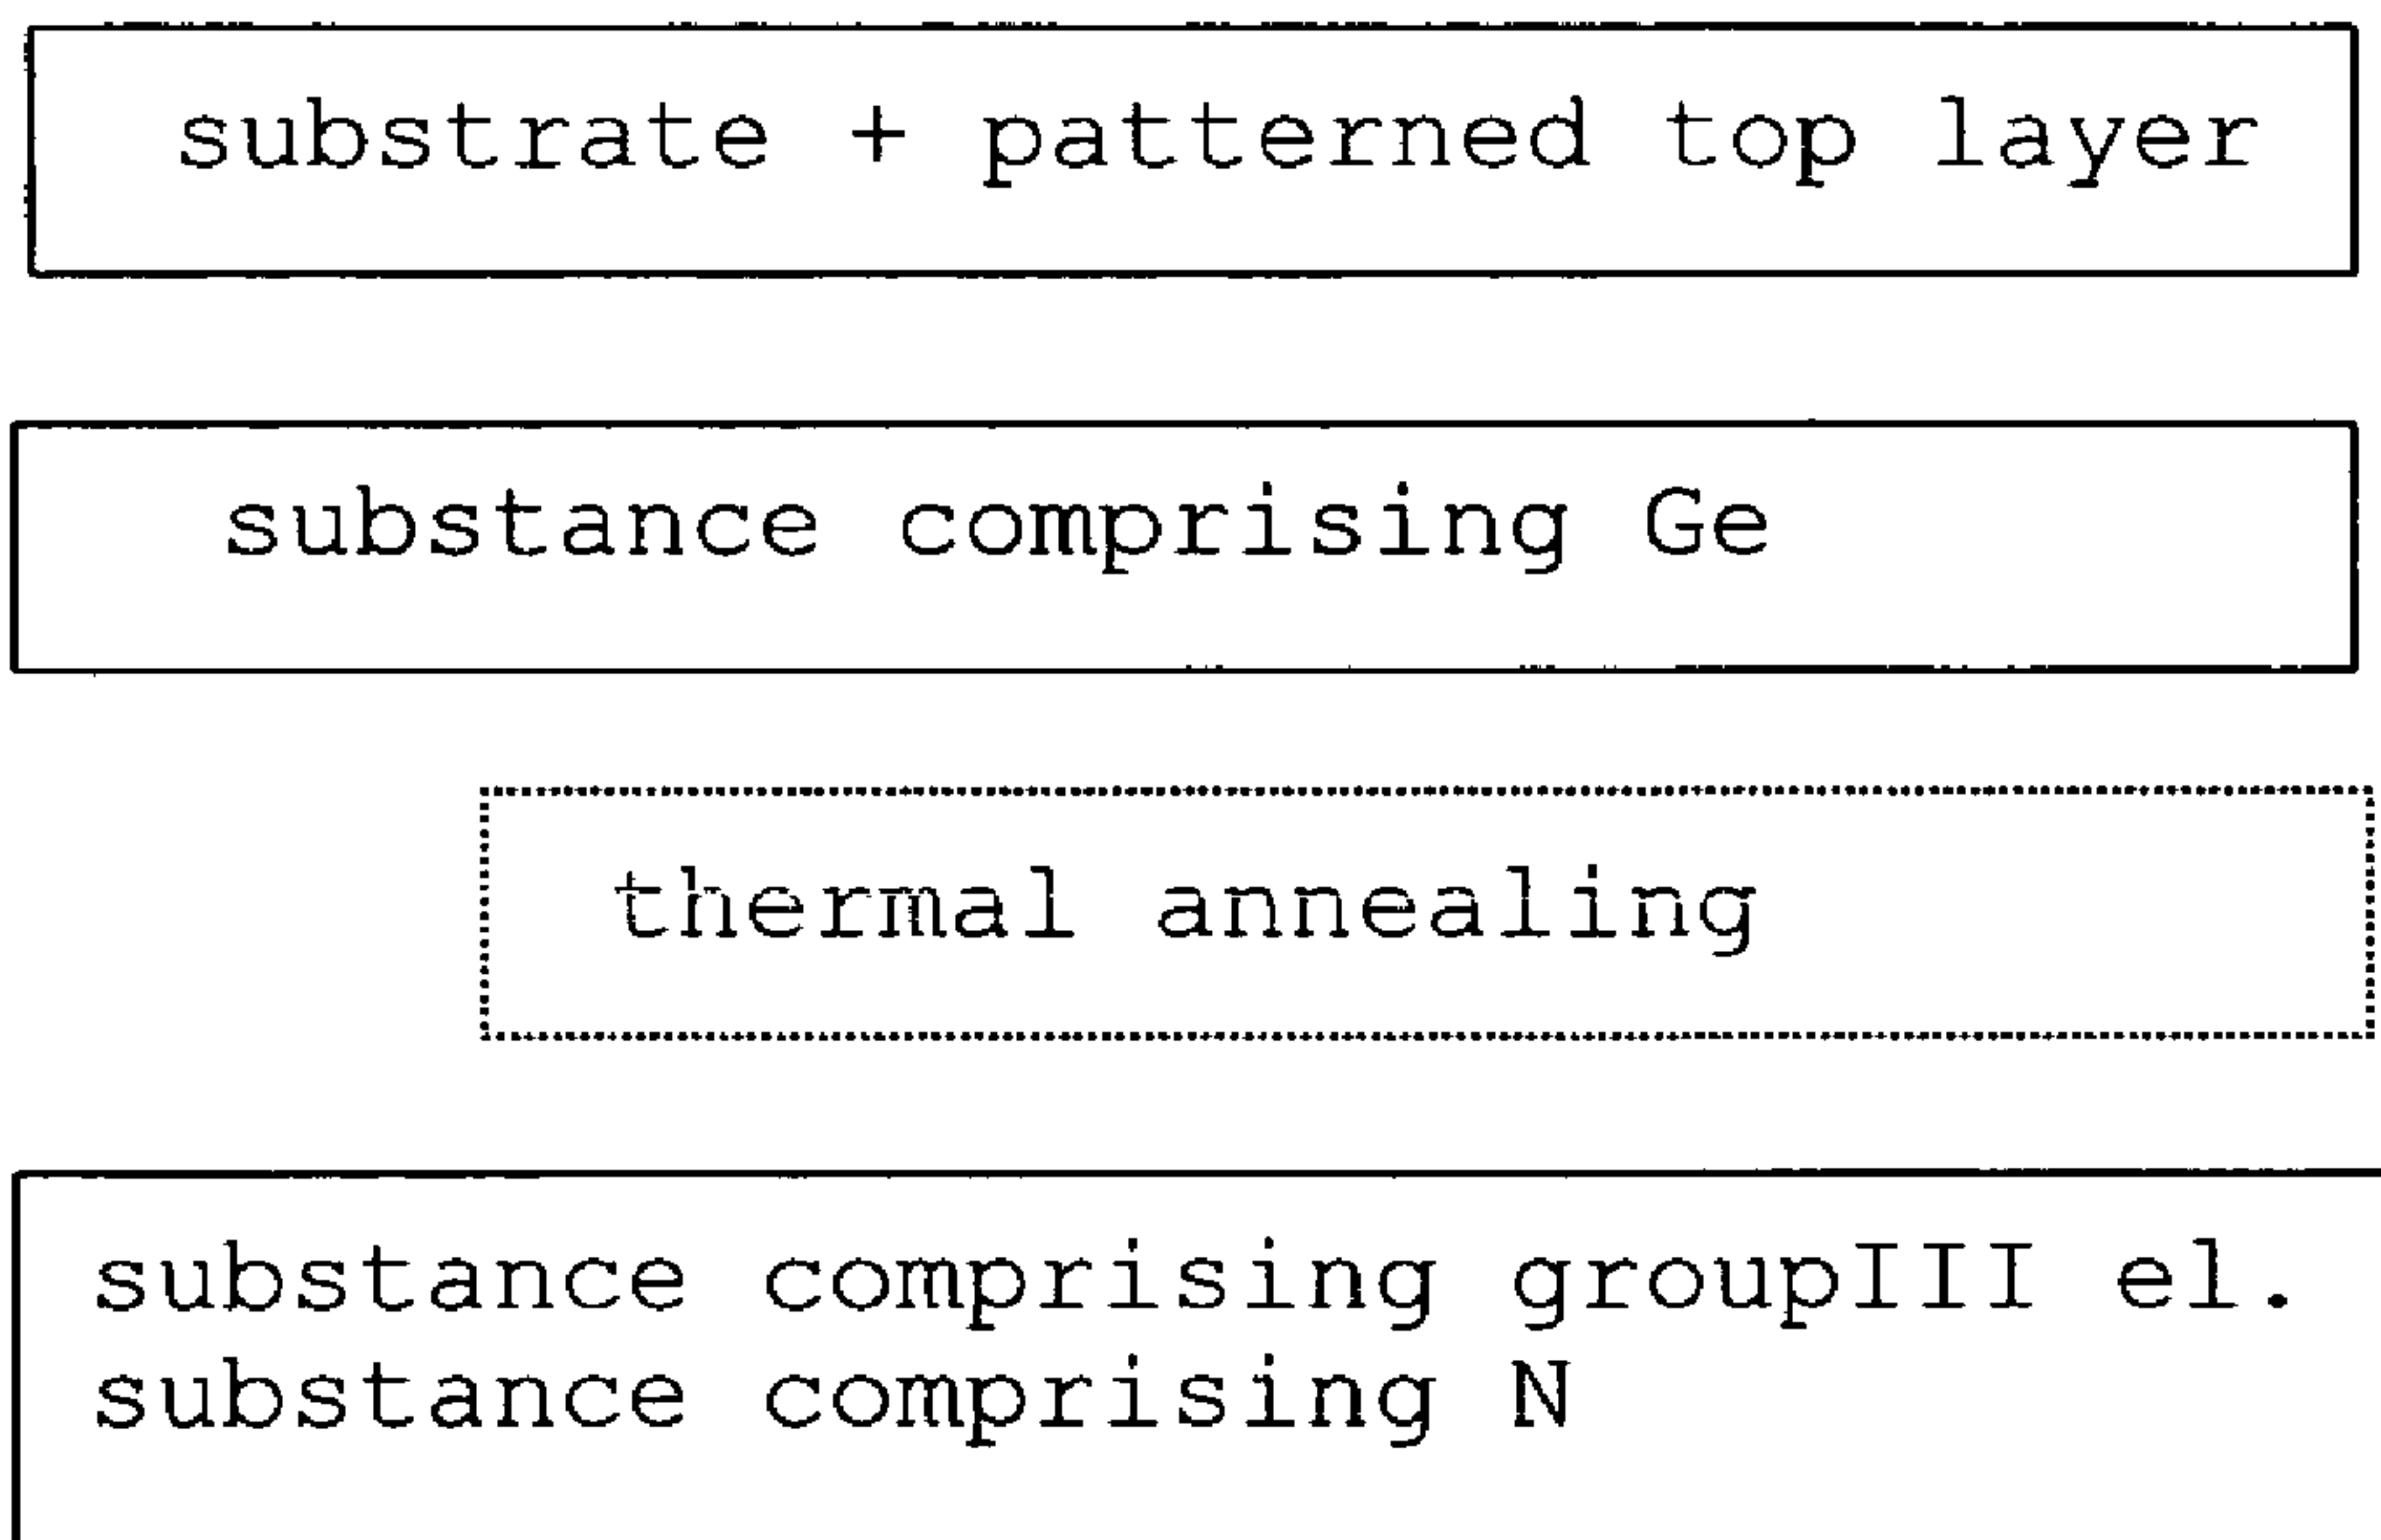 substrate + patterned top layer
substance comprising Ge
thermal annealing
substance comprising groupIII el.
substance comprising N